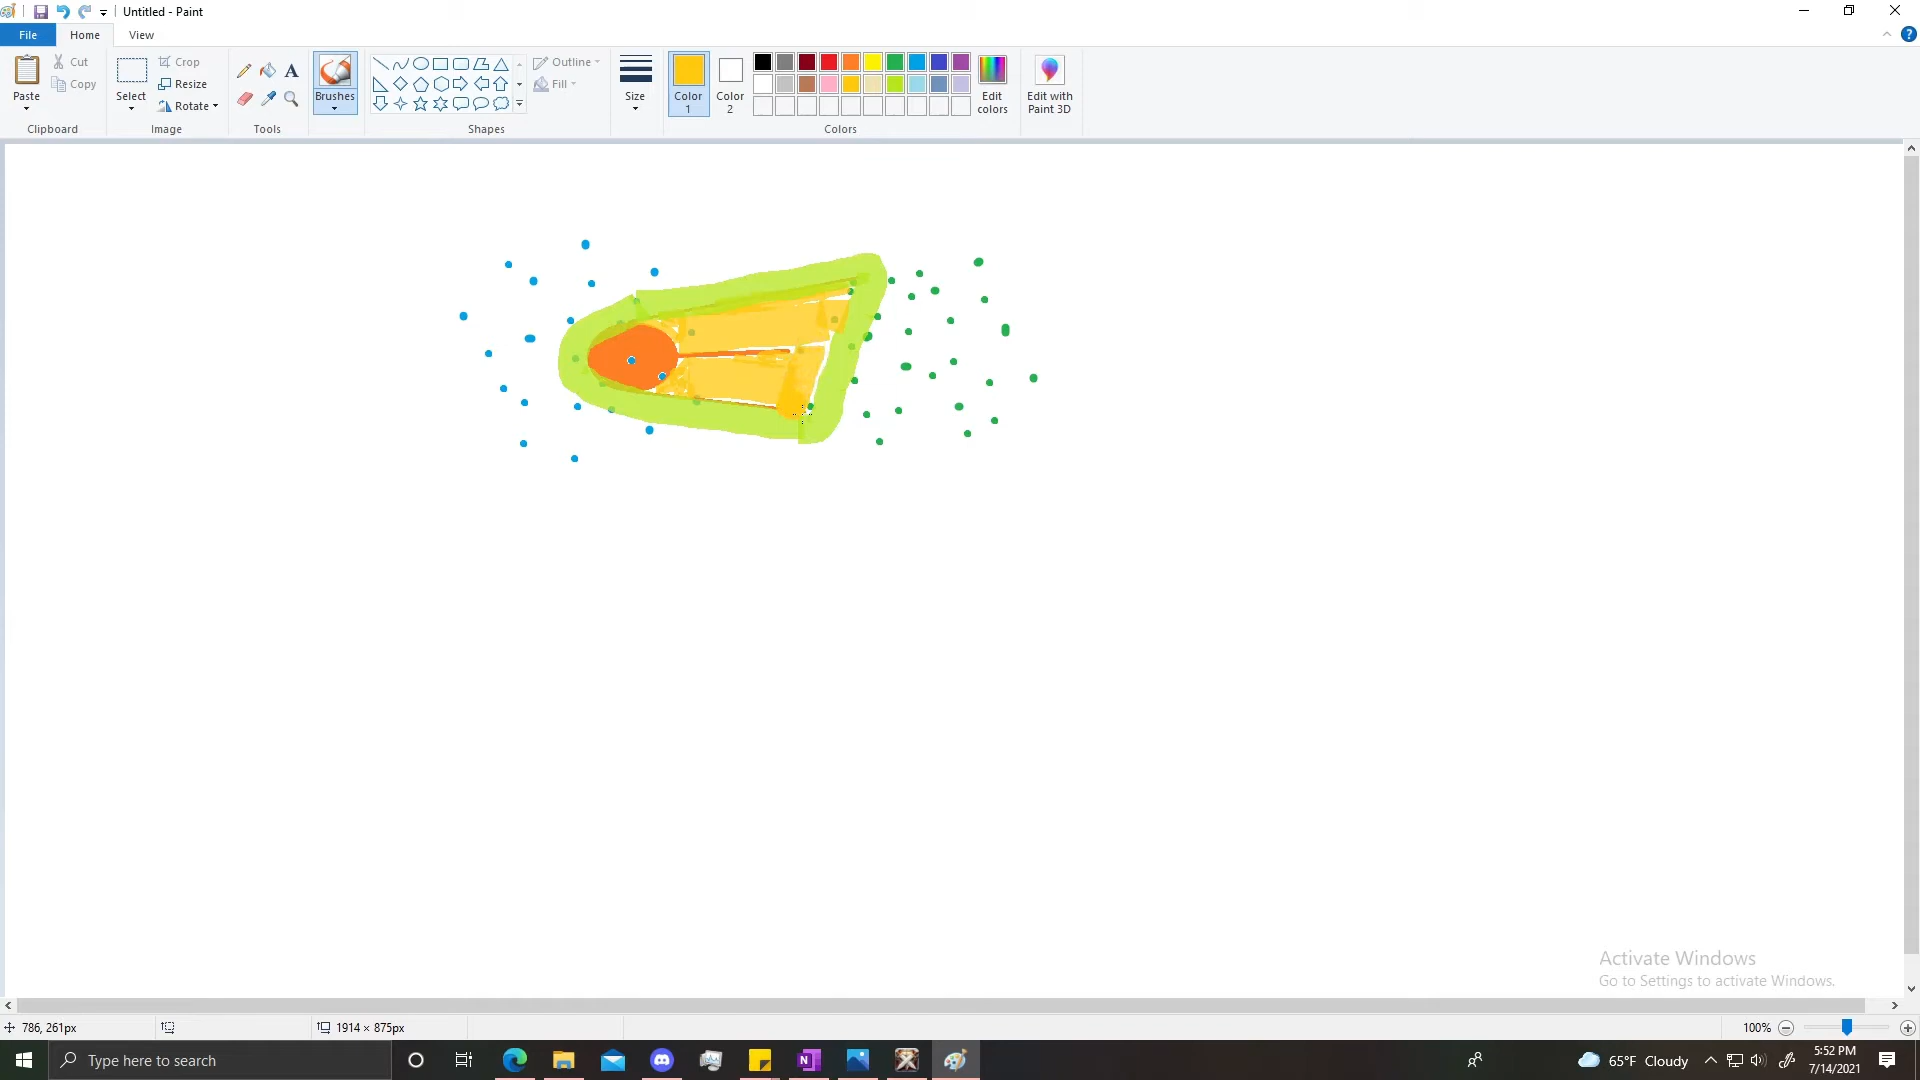 Untitled - Paint
File Home View
Paste
Cut
Copy
Clipboard
Select
Crop
Resize
Rotate
Image
A
Tools
Brushes
Outline
Fill
Shapes
Size
Color 1
Color 2
Edit colors
Colors
Edit with Paint 3D
Activate Windows
Go to Settings to activate Windows.
786, 261px
1914 × 875px
100%
Type here to search
65°F Cloudy
5:52 PM
7/14/2021